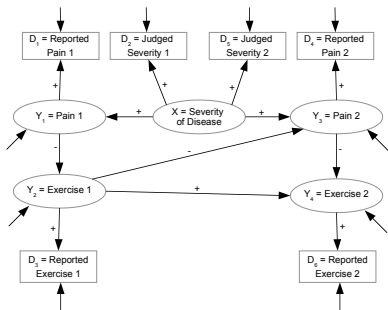 D₁ = Reported
Pain 1
D₂ = Judged
Severity 1
D₅ = Judged
Severity 2
D₄ = Reported
Pain 2
+
+
+
+
Y₁ = Pain 1
+
X = Severity
of Disease
+
Y₃ = Pain 2
-
-
-
Y₂ = Exercise 1
+
Y₄ = Exercise 2
+
+
D₃ = Reported
Exercise 1
D₆ = Reported
Exercise 2